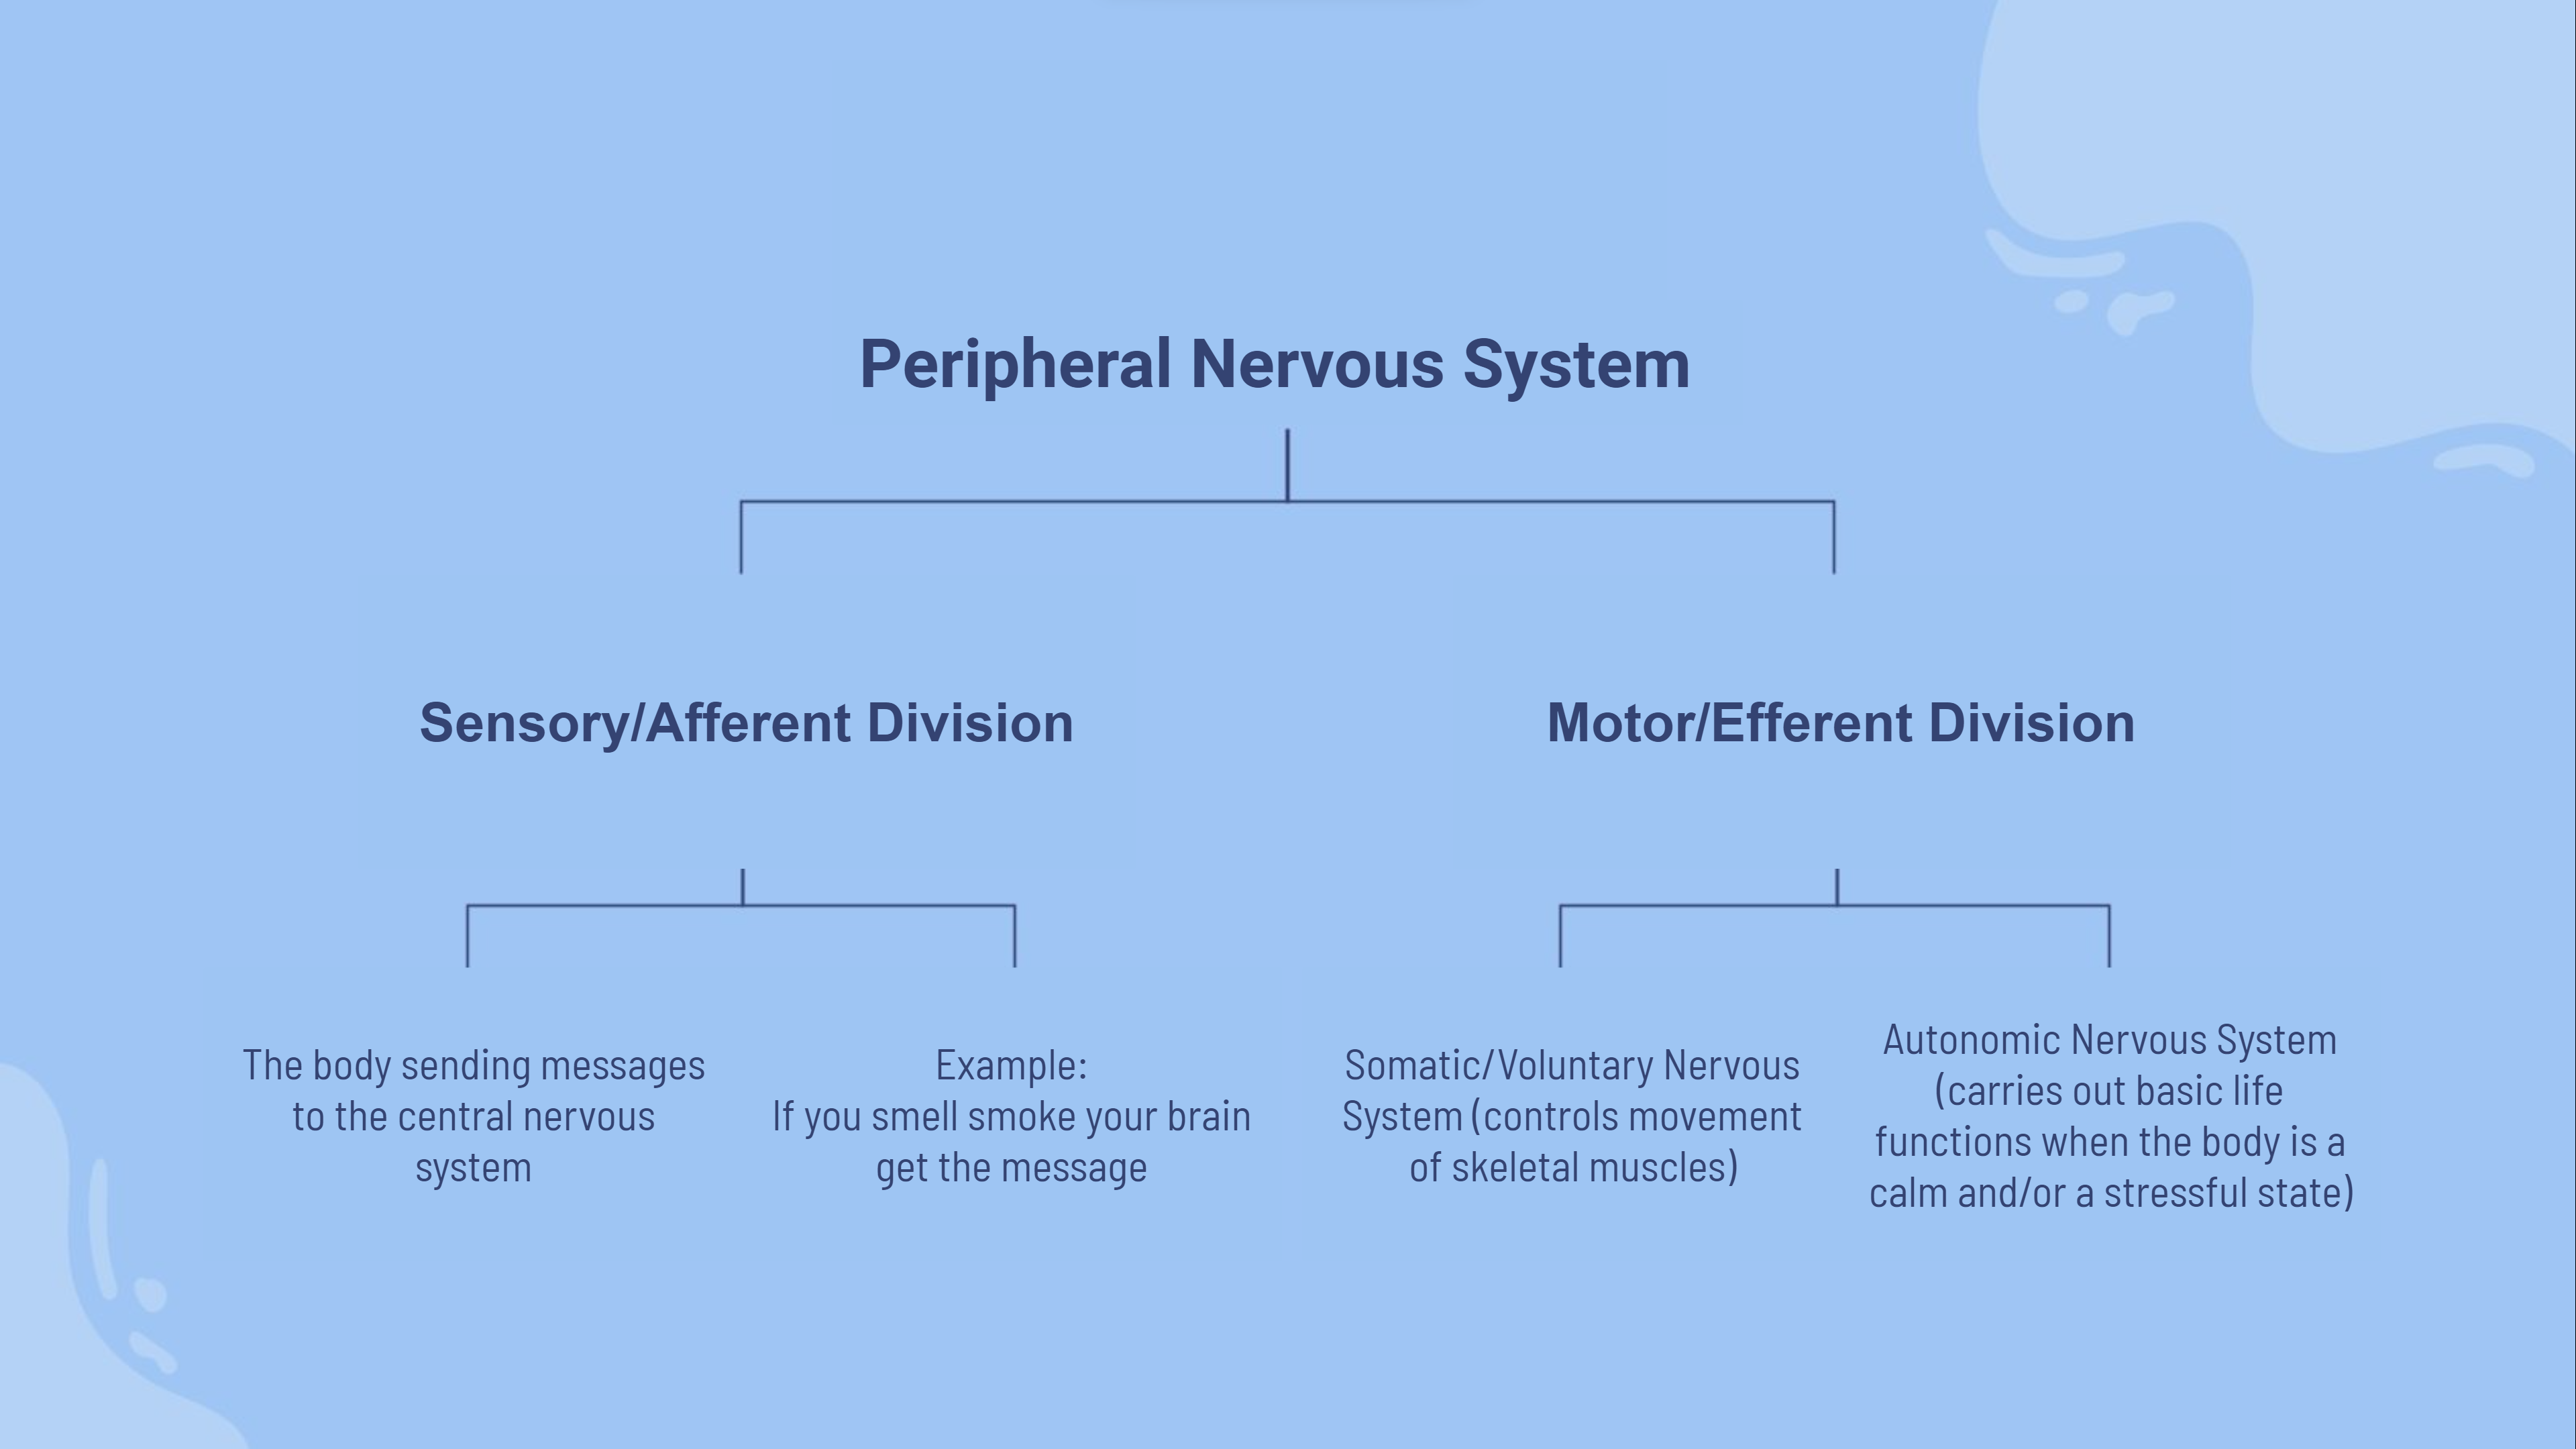 Peripheral Nervous System
Sensory/Afferent Division
Motor/Efferent Division
The body sending messages
to the central nervous
system
Example:
If you smell smoke your brain
get the message
Somatic/Voluntary Nervous
System (controls movement
of skeletal muscles)
Autonomic Nervous System
(carries out basic life
functions when the body is a
calm and/or a stressful state)